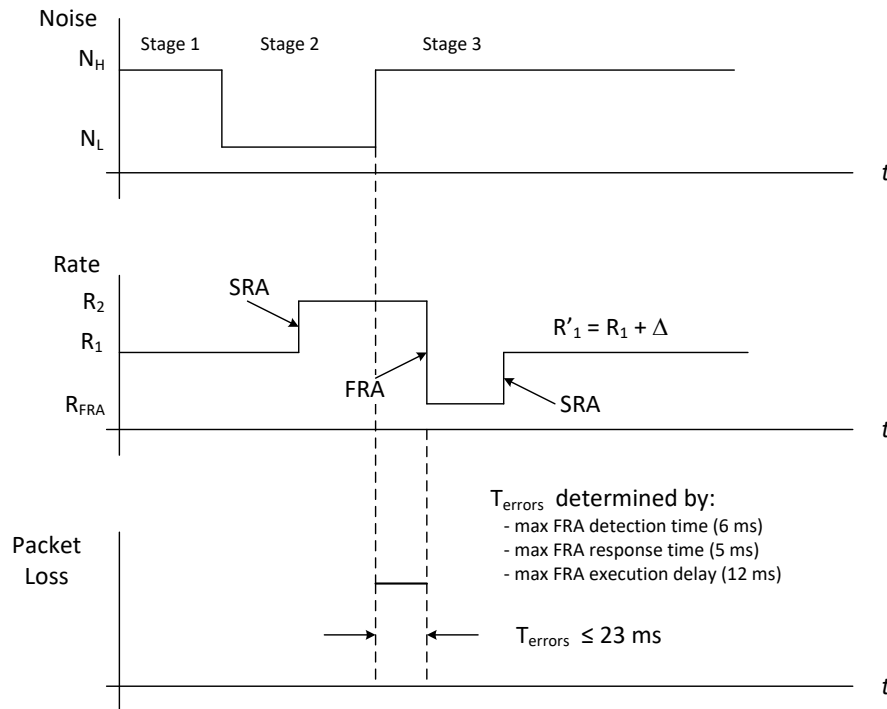 Noise
Stage 1 Stage 2 Stage 3
N_H
N_L
t
Rate
SRA
R_2
R'_1 = R_1 + Δ
R_1
FRA
SRA
R_FRA
t
T_errors determined by:
- max FRA detection time (6 ms)
- max FRA response time (5 ms)
- max FRA execution delay (12 ms)
Packet
Loss
T_errors ≤ 23 ms
t